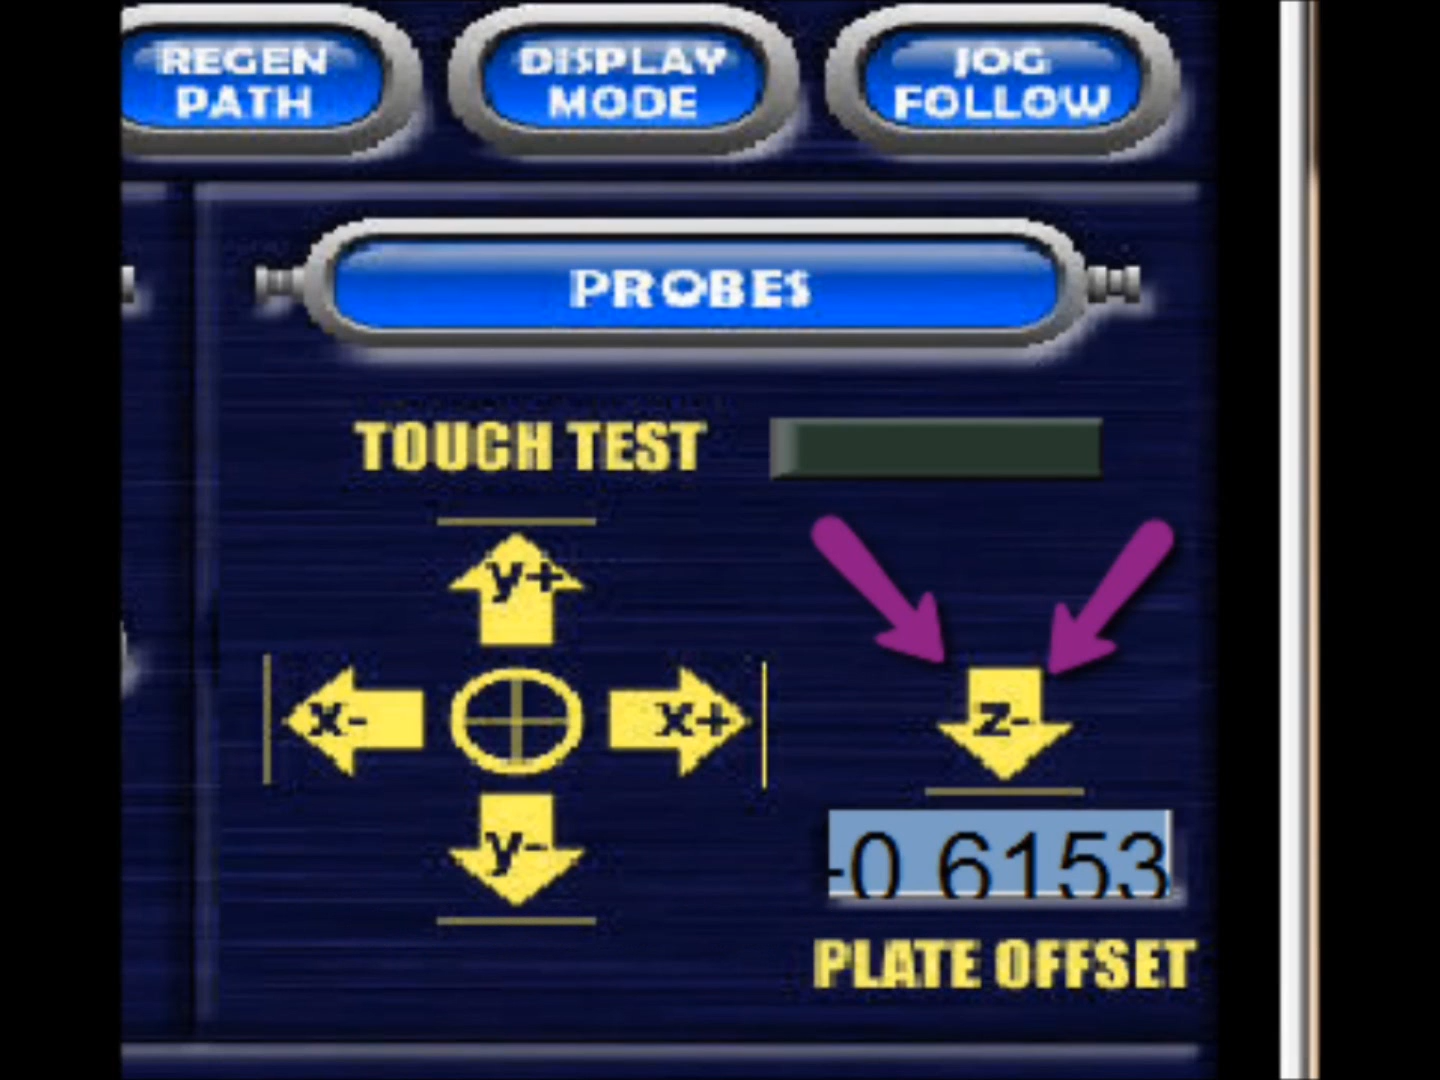 REGEN
PATH
DISPLAY
MODE
JOG
FOLLOW
PROBES
TOUCH TEST
y+
x-
x+
z-
y-
-0 6153
PLATE OFFSET